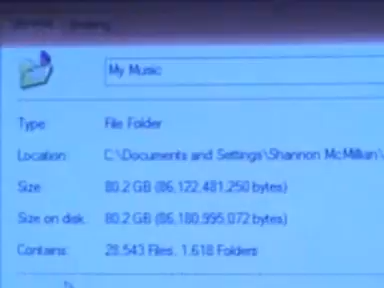 My Music
Type: File Folder
Location: C:\Documents and Settings\Shannon McMillian\
Size: 80.2 GB (86,122,481,250 bytes)
Size on disk: 80.2 GB (86,180,995,072 bytes)
Contains: 28,543 Files, 1,618 Folders